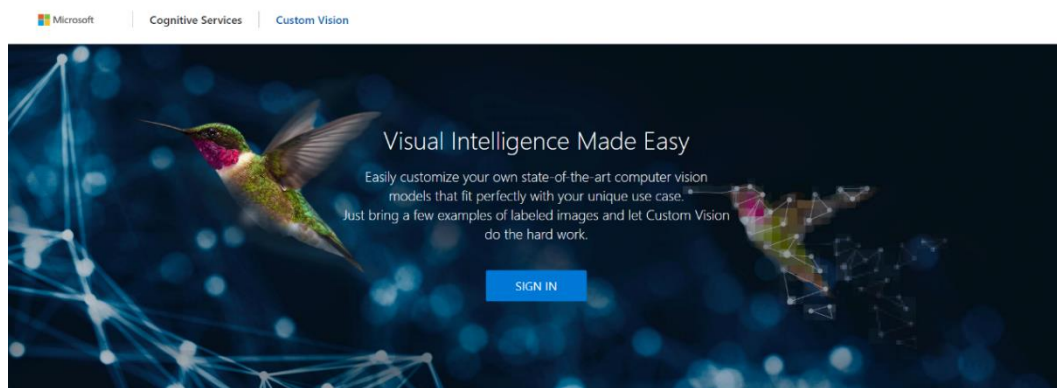 Microsoft Cognitive Services Custom Vision
Visual Intelligence Made Easy
Easily customize your own state-of-the-art computer vision
models that fit perfectly with your unique use case.
Just bring a few examples of labeled images and let Custom Vision
do the hard work.
SIGN IN